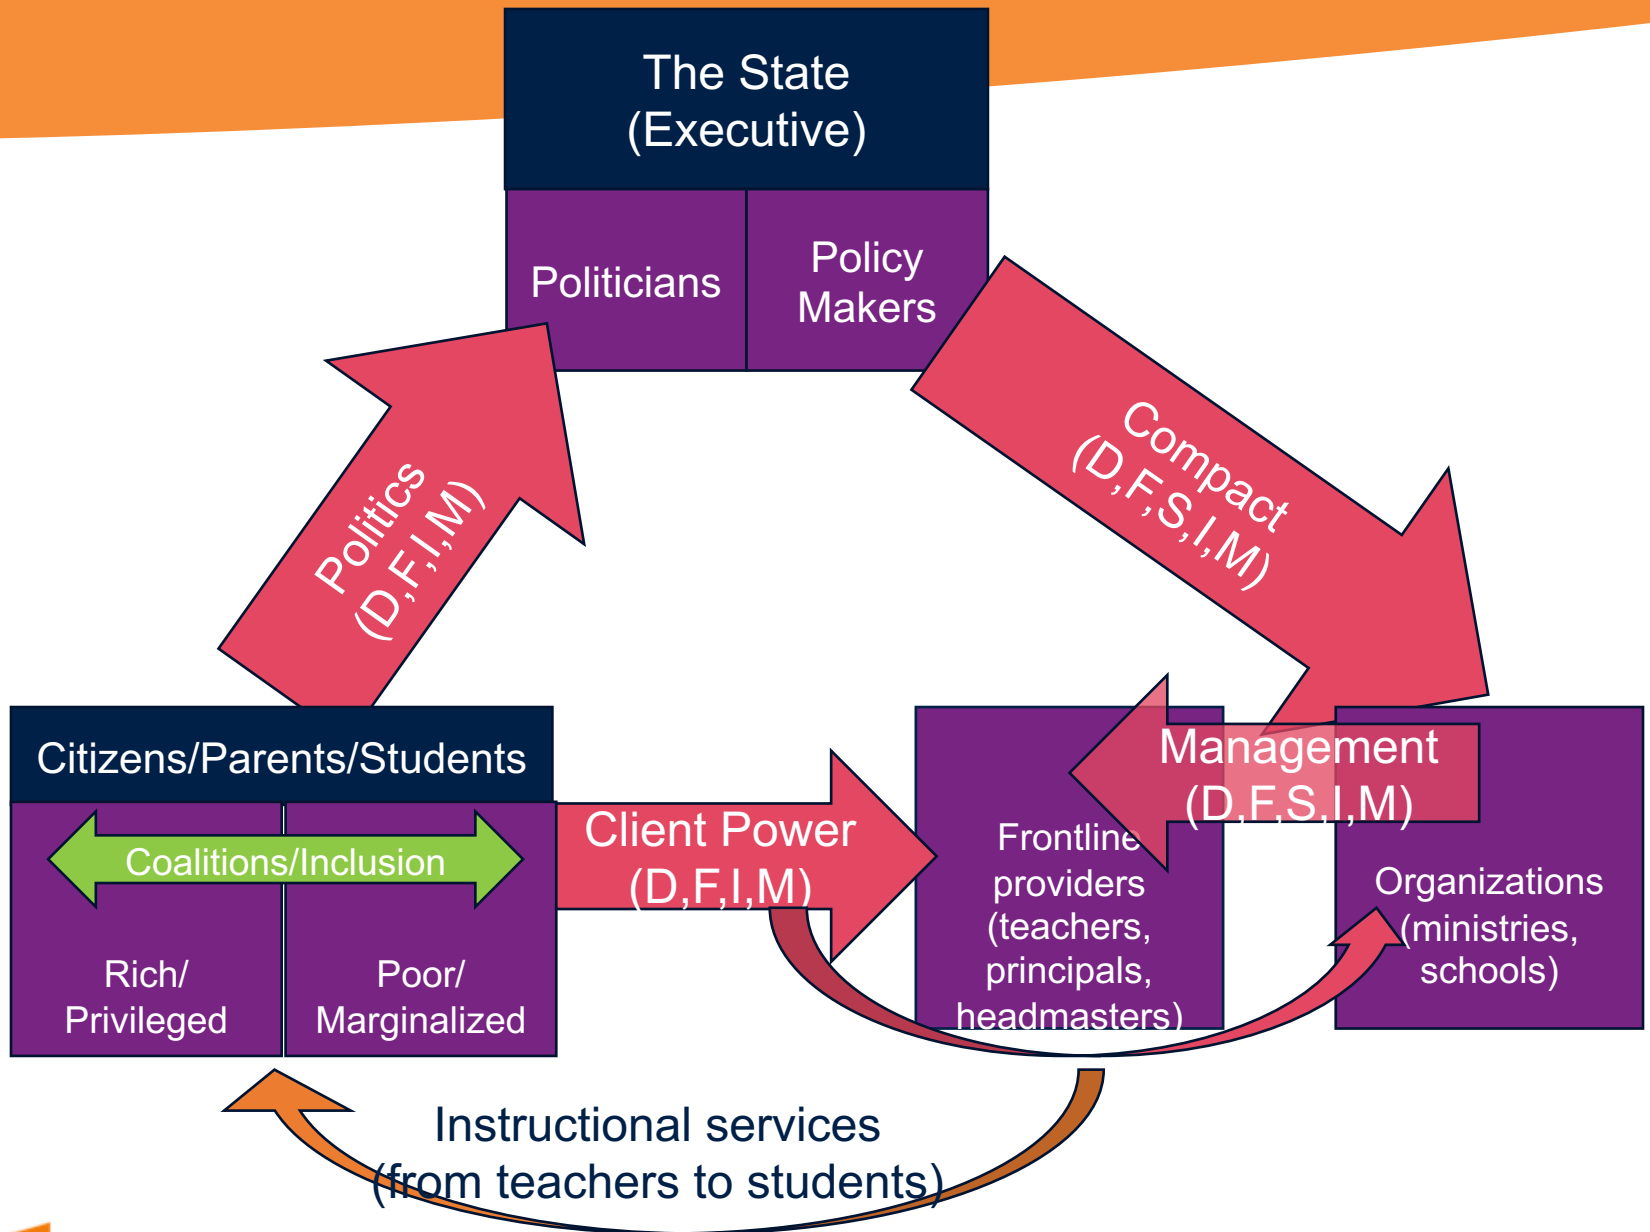 The State
(Executive)
Politicians
Policy
Makers
Politics
(D,F,I,M)
Compact
(D,F,S,I,M)
Citizens/Parents/Students
Coalitions/Inclusion
Rich/
Privileged
Poor/
Marginalized
Client Power
(D,F,I,M)
Management
(D,F,S,I,M)
Frontline
providers
(teachers,
principals,
headmasters)
Organizations
(ministries,
schools)
Instructional services
(from teachers to students)